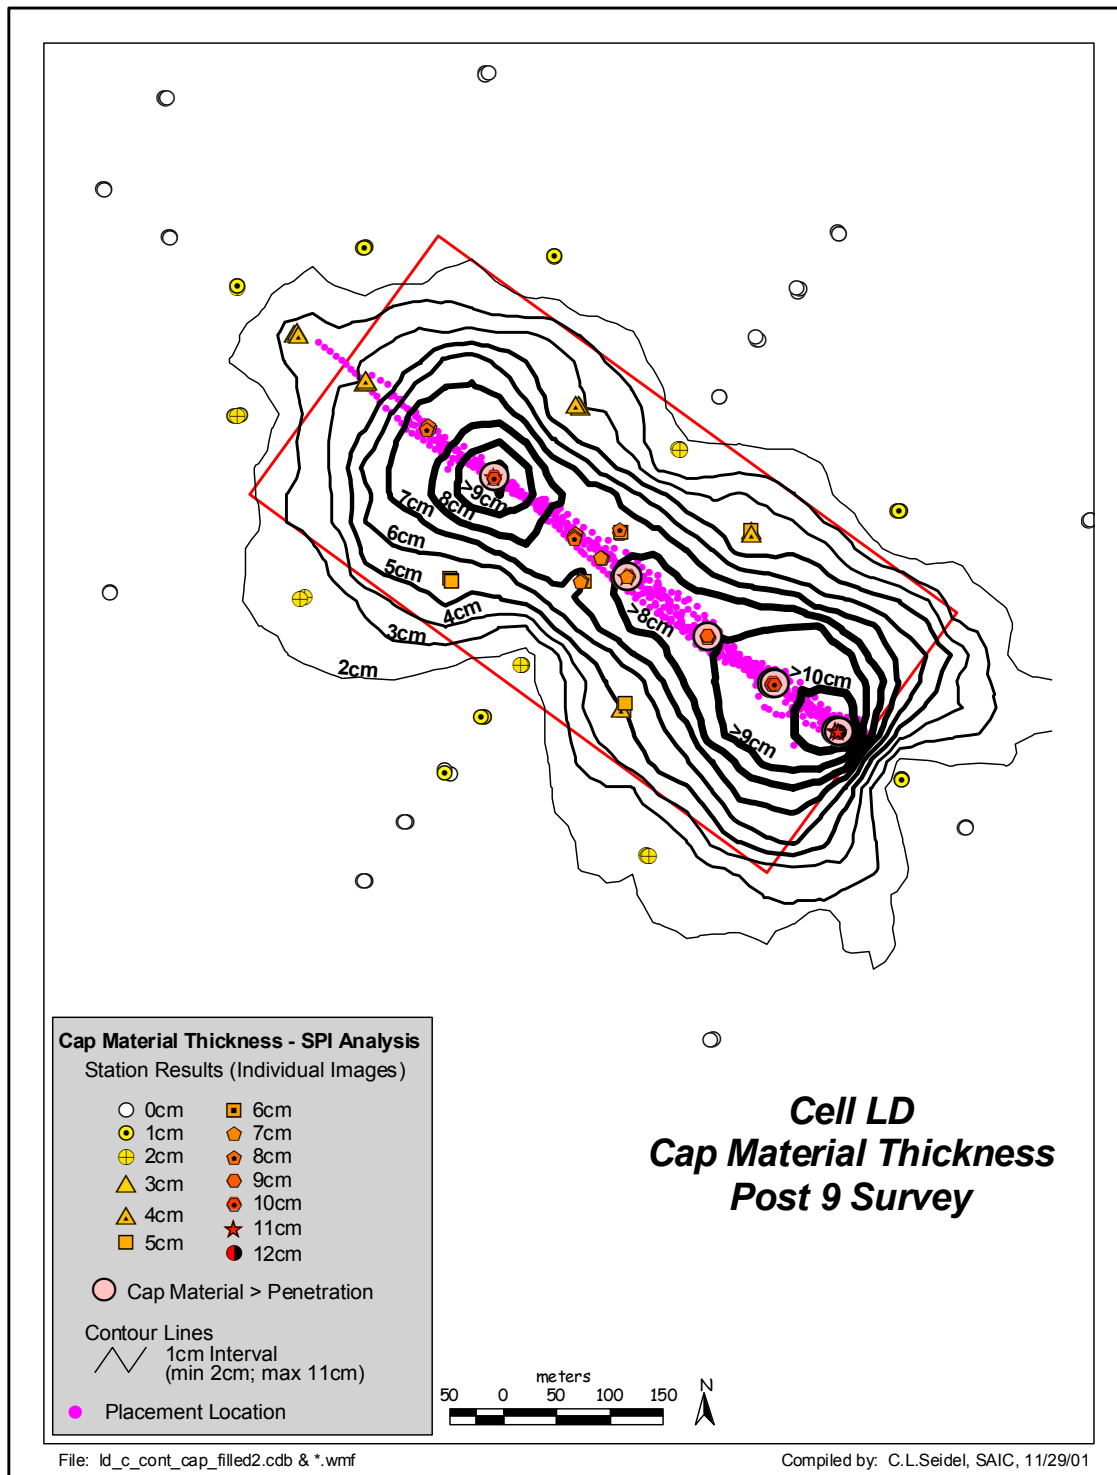 >9cm
8cm
7cm
6cm
5cm
4cm
3cm
2cm
>8cm
>10cm
>9cm
Cap Material Thickness - SPI Analysis
Station Results (Individual Images)
0cm 6cm
1cm 7cm
2cm 8cm
3cm 9cm
4cm 10cm
5cm 11cm
12cm
Cap Material > Penetration
Contour Lines
1cm Interval
(min 2cm; max 11cm)
Placement Location
Cell LD
Cap Material Thickness
Post 9 Survey
meters
50 0 50 100 150
N
File: ld_c_cont_cap_filled2.cdb & *.wmf
Compiled by: C.L.Seidel, SAIC, 11/29/01